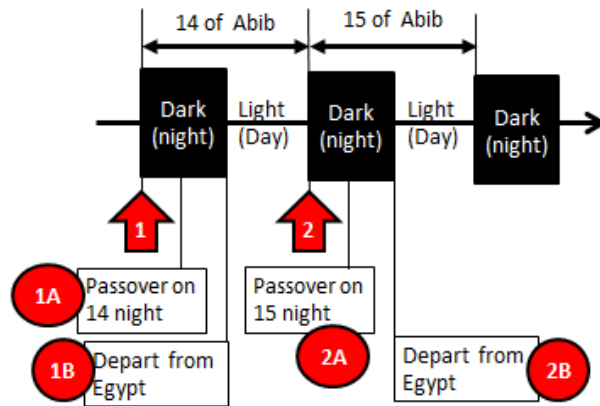 14 of Abib
15 of Abib
Dark
(night)
Light
(Day)
Dark
(night)
Light
(Day)
Dark
(night)
1
2
1A
Passover on
14 night
Passover on
15 night
2A
1B
Depart from
Egypt
Depart from
Egypt
2B